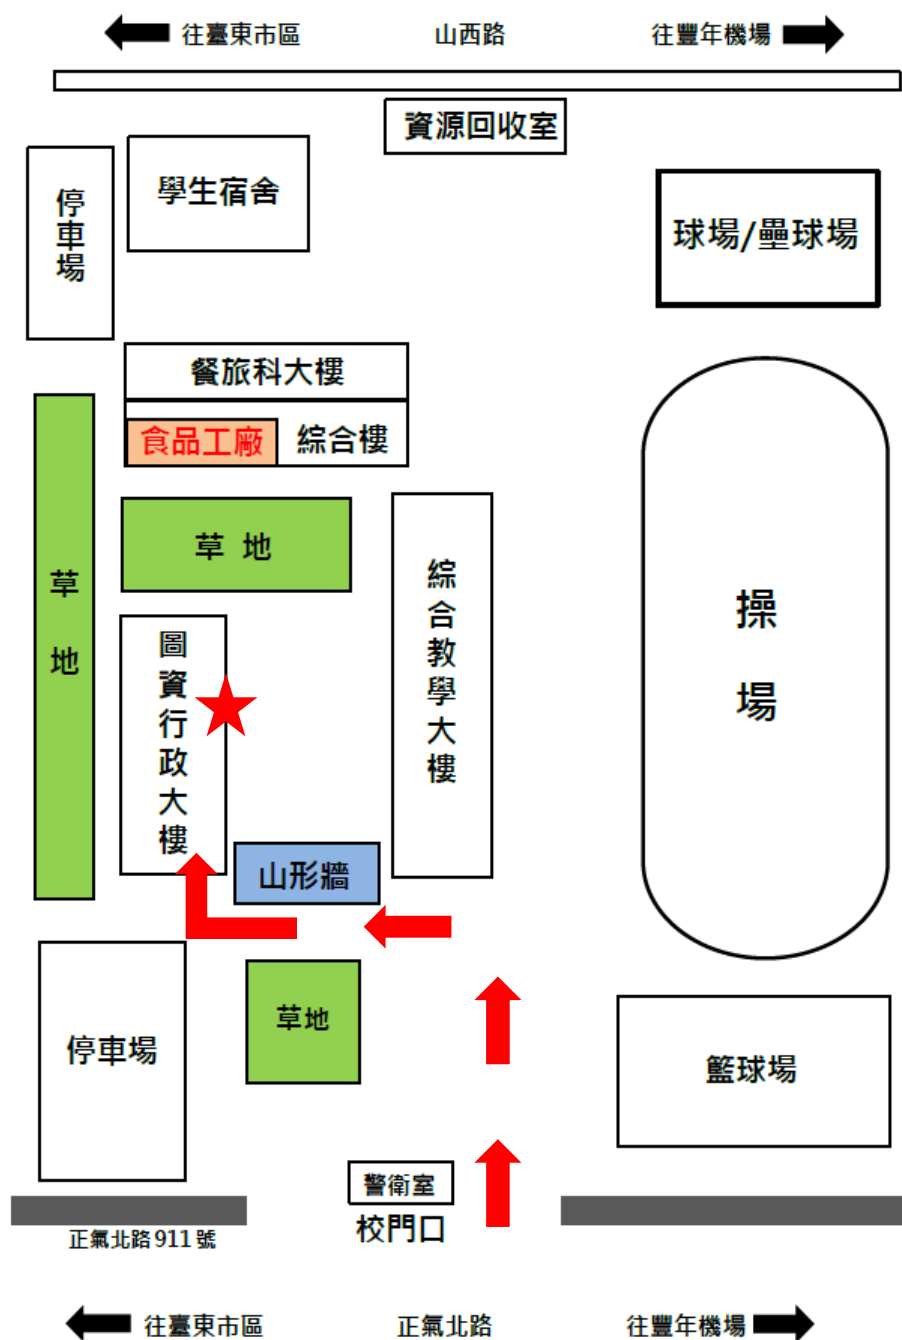 往臺東市區 山西路 往豐年機場
資源回收室
學生宿舍
停車場
球場/壘球場
餐旅科大樓
食品工廠 綜合樓
草 地
草地
綜合教學大樓
圖資行政大樓
操場
山形牆
草地
停車場
籃球場
警衛室
校門口
正氣北路 911 號
往臺東市區 正氣北路 往豐年機場